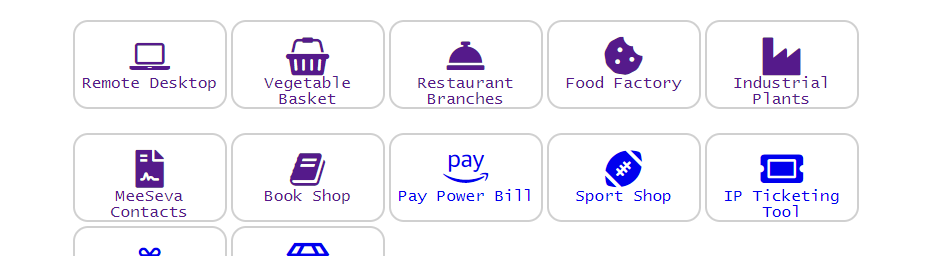 Remote Desktop
Vegetable
Basket
Restaurant
Branches
Food Factory
Industrial
Plants
MeeSeva
Contacts
Book Shop
pay
Pay Power Bill
Sport Shop
IP Ticketing
Tool